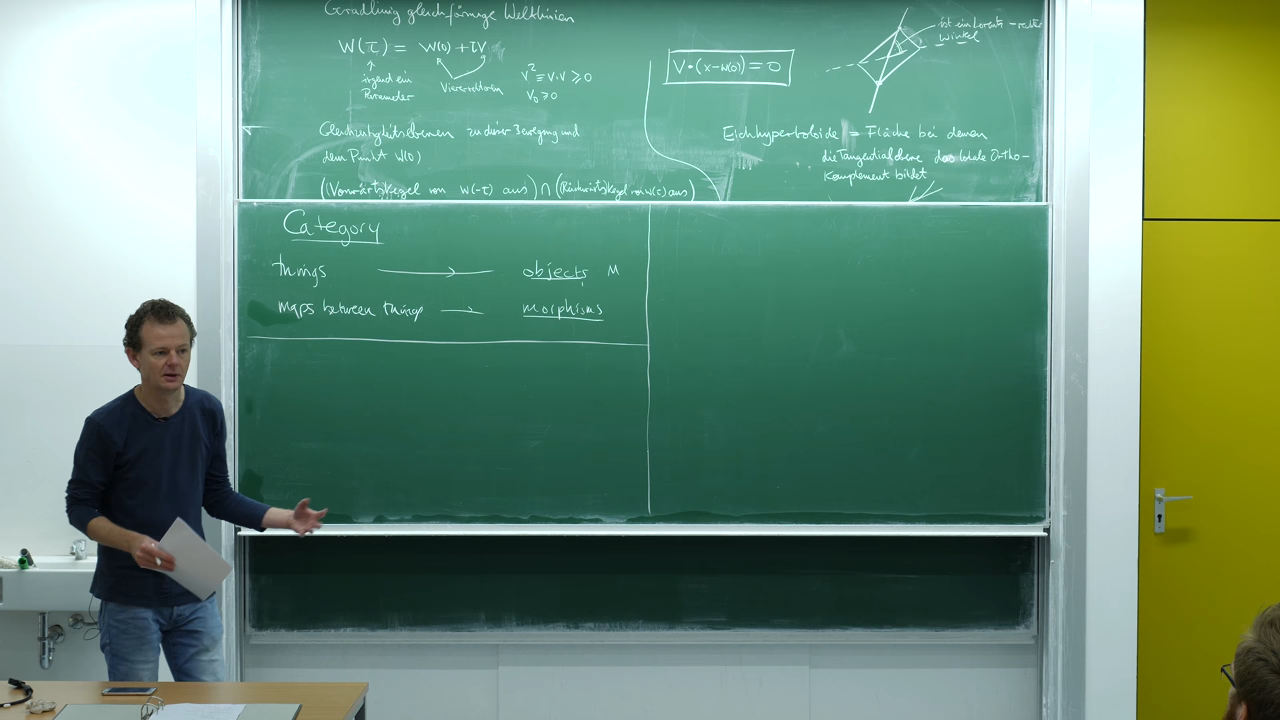 Geradlinig gleichförmige Weltlinien
W(τ) = W(0) + τV
irgend ein
Parameter
Vierervektoren
V² = V·V ⩾ 0
V₀ ⩾ 0
Gleichzeitigkeitsebenen zu dieser Bewegung und
dem Punkt W(0)
(Vorwärtskegel von W(-τ) aus) ∩ (Rückwärtskegel von W(τ) aus)
V·(x-W(0)) = 0
ist ein Lorentz-rechter
Winkel
Eichhyperboloide = Fläche bei denen
die Tangentialebene das lokale Ortho-
komplement bildet
Category
things → objects M
maps between things → morphisms